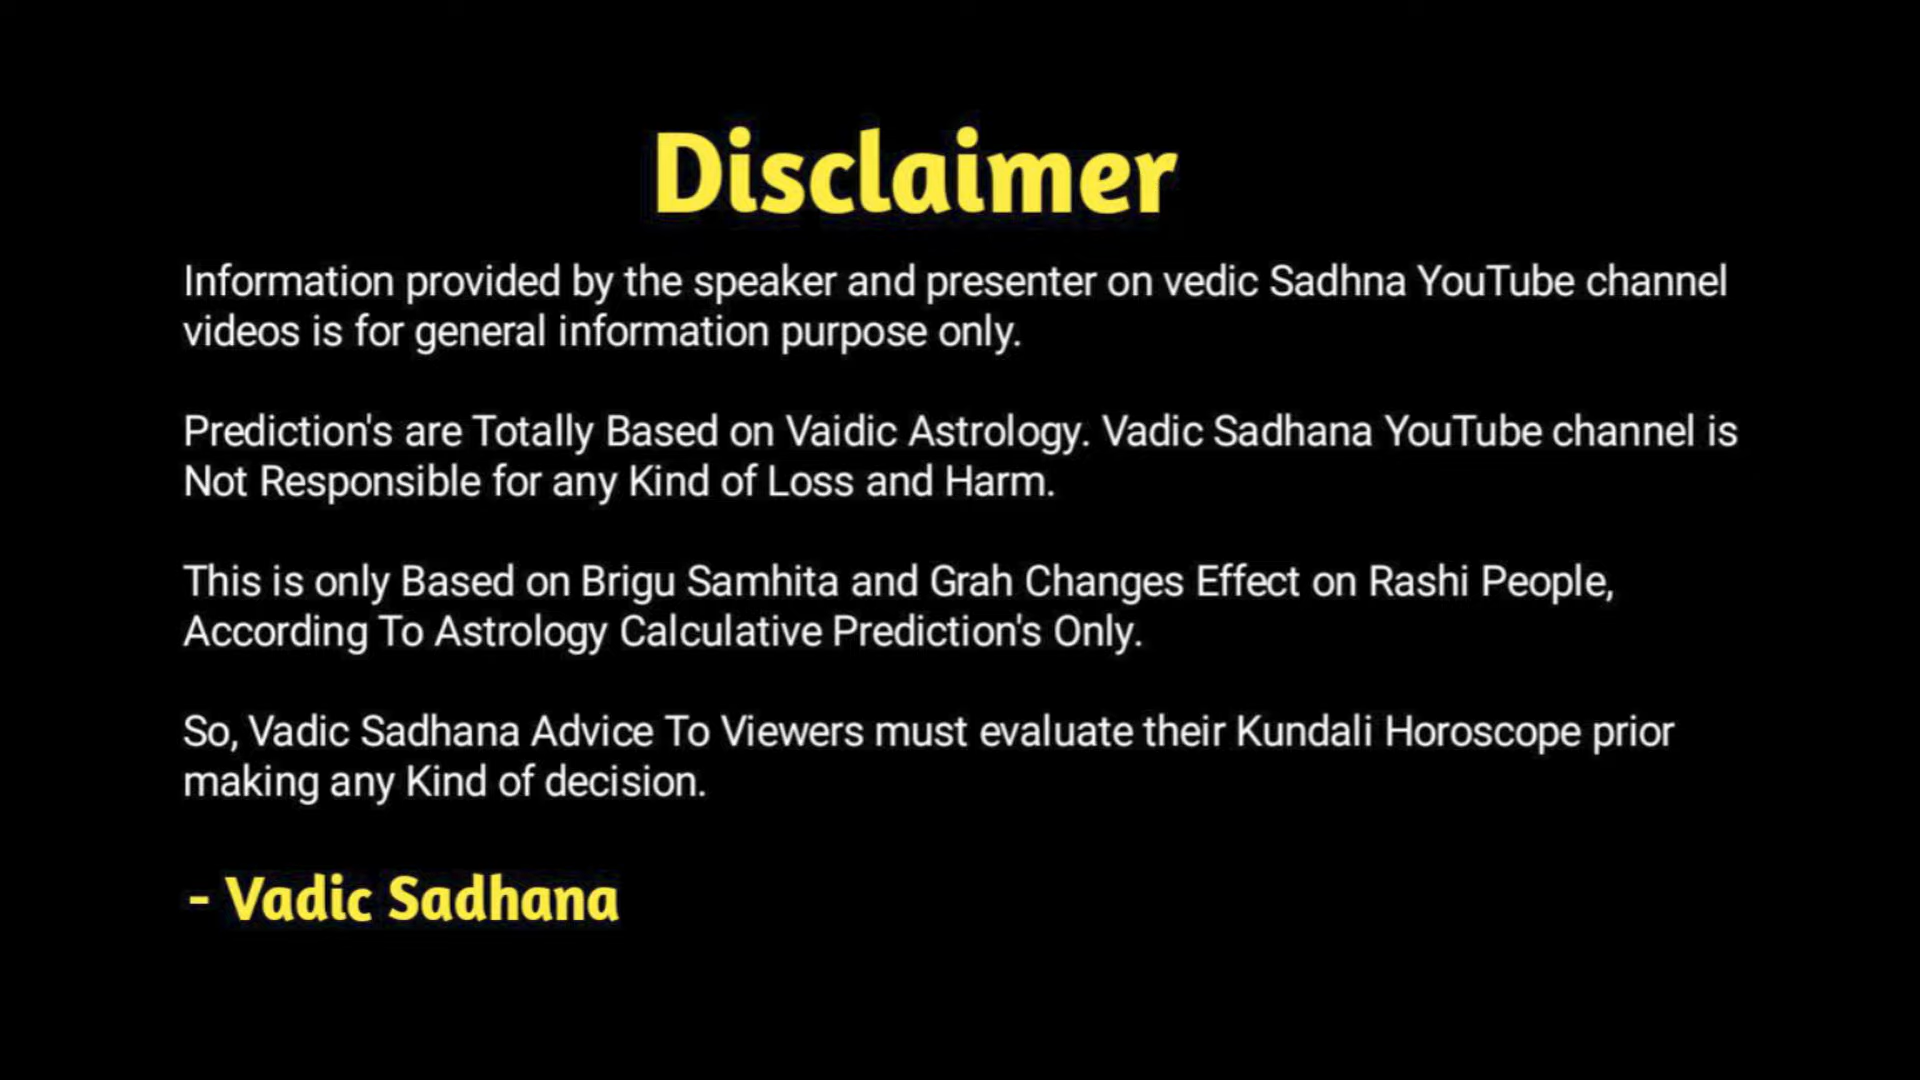 Disclaimer
Information provided by the speaker and presenter on vedic Sadhna YouTube channel
videos is for general information purpose only.
Prediction's are Totally Based on Vaidic Astrology. Vadic Sadhana YouTube channel is
Not Responsible for any Kind of Loss and Harm.
This is only Based on Brigu Samhita and Grah Changes Effect on Rashi People,
According To Astrology Calculative Prediction's Only.
So, Vadic Sadhana Advice To Viewers must evaluate their Kundali Horoscope prior
making any Kind of decision.
- Vadic Sadhana